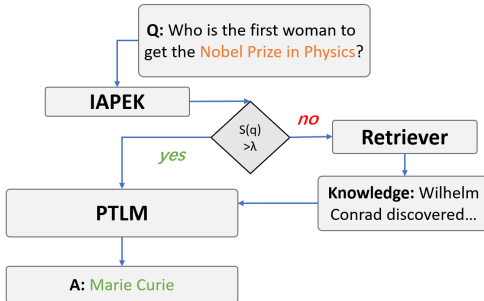 Q: Who is the first woman to
get the Nobel Prize in Physics?
IAPEK
S(q)
>λ
no
yes
Retriever
Knowledge: Wilhelm
Conrad discovered...
PTLM
A: Marie Curie